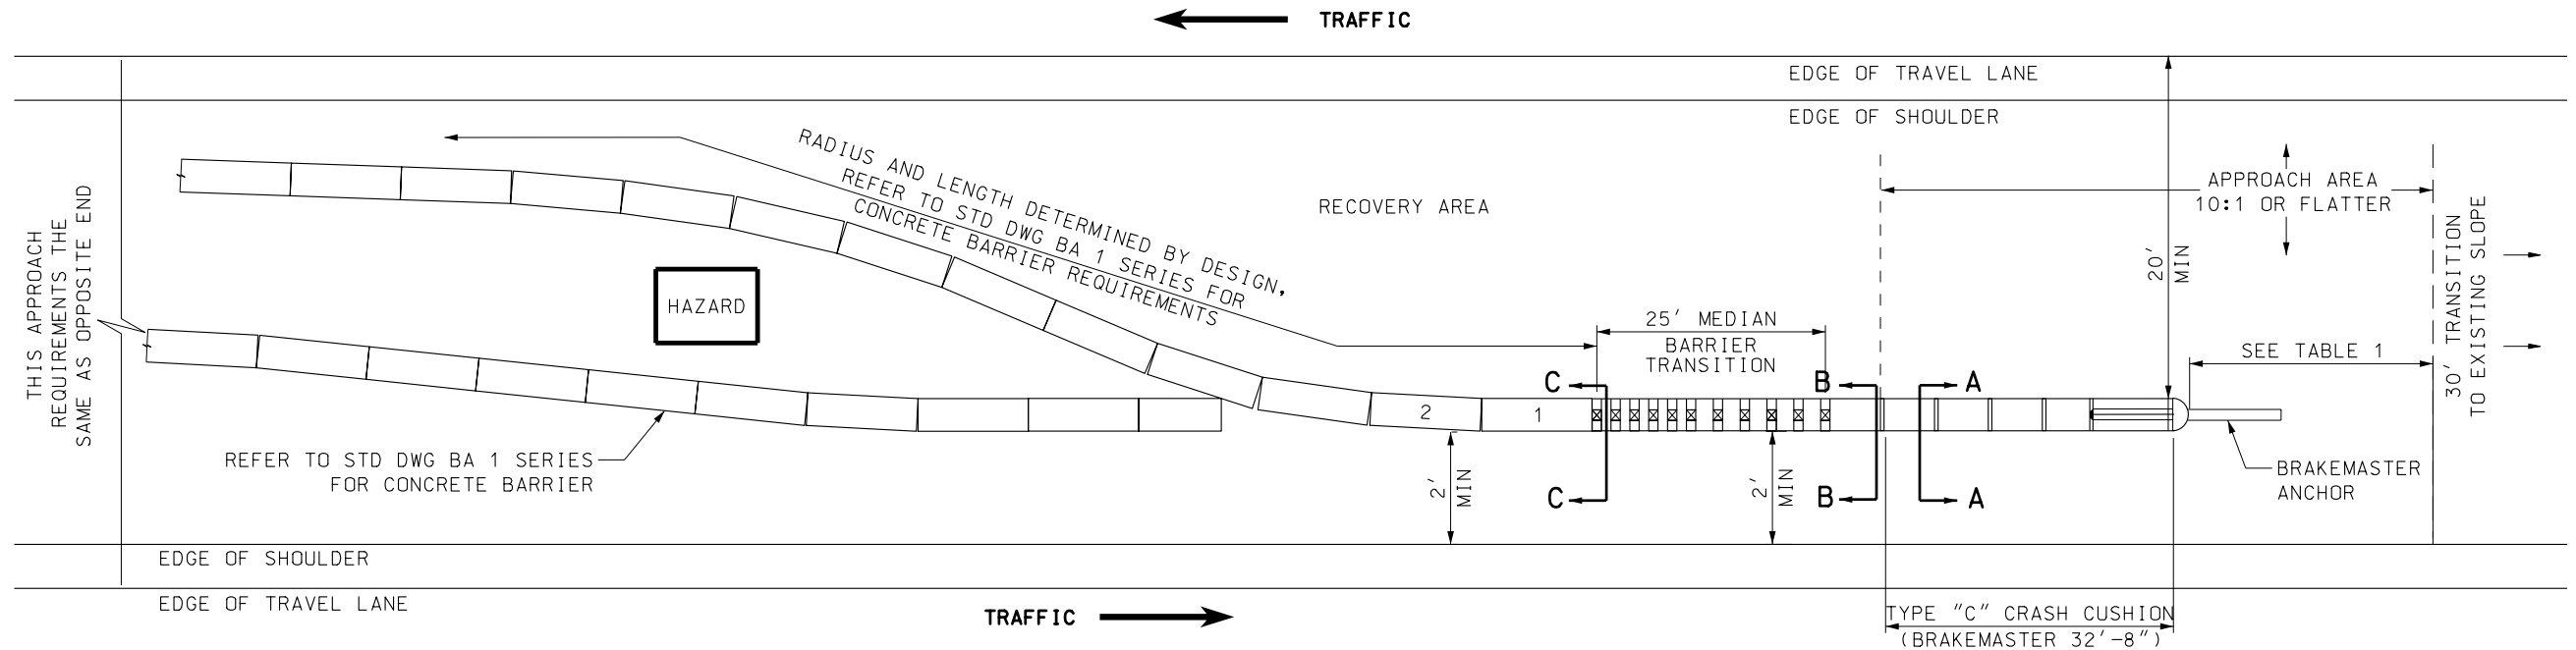 TRAFFIC
EDGE OF TRAVEL LANE
EDGE OF SHOULDER
RADIUS AND LENGTH DETERMINED BY DESIGN,
REFER TO STD DWG BA 1 SERIES FOR
CONCRETE BARRIER REQUIREMENTS
RECOVERY AREA
APPROACH AREA
10:1 OR FLATTER
20'
MIN
30' TRANSITION
TO EXISTING SLOPE
THIS APPROACH
REQUIREMENTS THE
SAME AS OPPOSITE END
HAZARD
25' MEDIAN
BARRIER
TRANSITION
SEE TABLE 1
C
B
A
2
1
REFER TO STD DWG BA 1 SERIES
FOR CONCRETE BARRIER
2'
MIN
2'
MIN
C
B
A
BRAKEMASTER
ANCHOR
EDGE OF SHOULDER
EDGE OF TRAVEL LANE
TRAFFIC
TYPE "C" CRASH CUSHION
(BRAKEMASTER 32'-8")